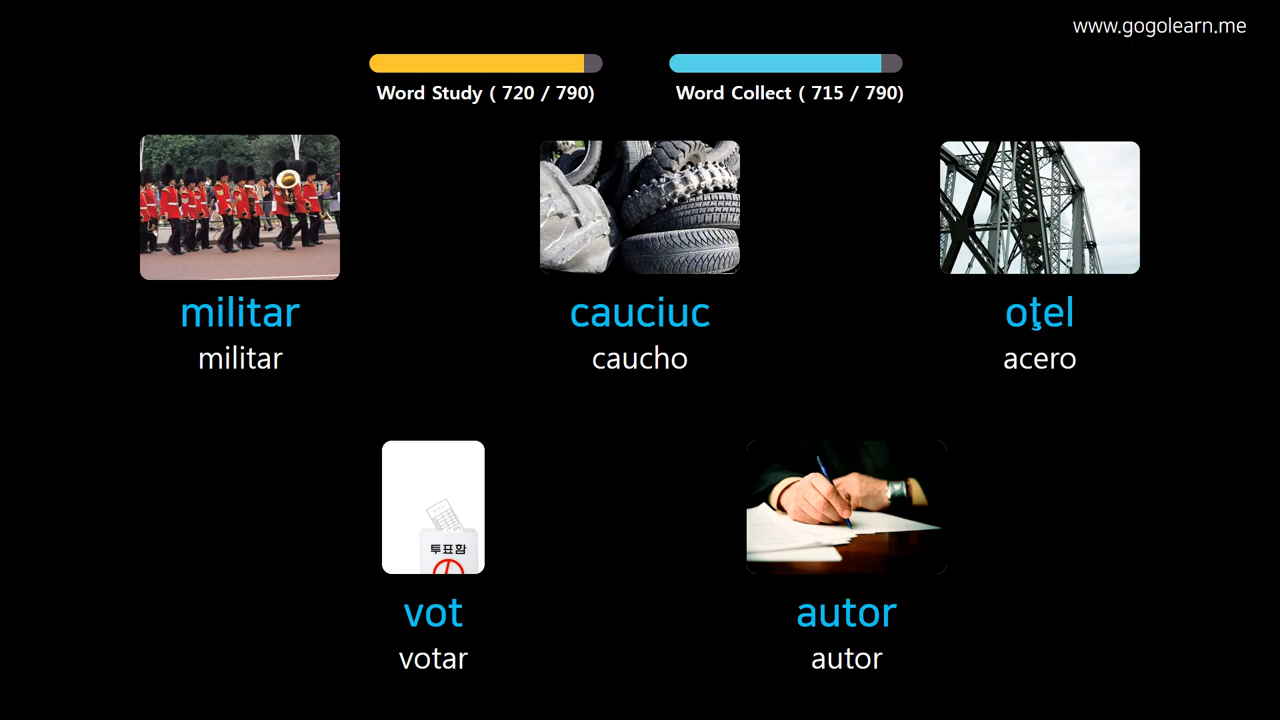 www.gogolearn.me
Word Study ( 720 / 790)
Word Collect ( 715 / 790)
militar
militar
cauciuc
caucho
oţel
acero
투표함
vot
votar
autor
autor